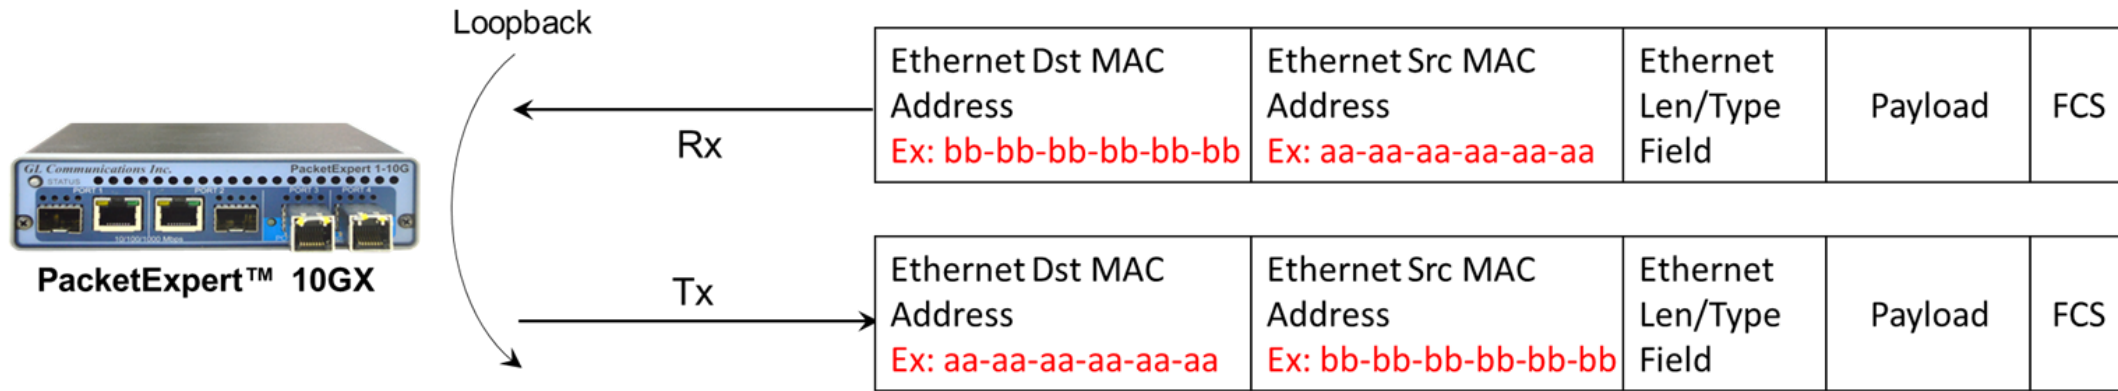 Loopback
Rx
Ethernet Dst MAC
Address
Ex: bb-bb-bb-bb-bb-bb
Ethernet Src MAC
Address
Ex: aa-aa-aa-aa-aa-aa
Ethernet
Len/Type
Field
Payload
FCS
GL Communications Inc.
PacketExpert 1-10G
STATUS
PORT 1
PORT 2
PORT 3
PORT 4
10/100/1000 Mbps
PacketExpert™ 10GX
Tx
Ethernet Dst MAC
Address
Ex: aa-aa-aa-aa-aa-aa
Ethernet Src MAC
Address
Ex: bb-bb-bb-bb-bb-bb
Ethernet
Len/Type
Field
Payload
FCS